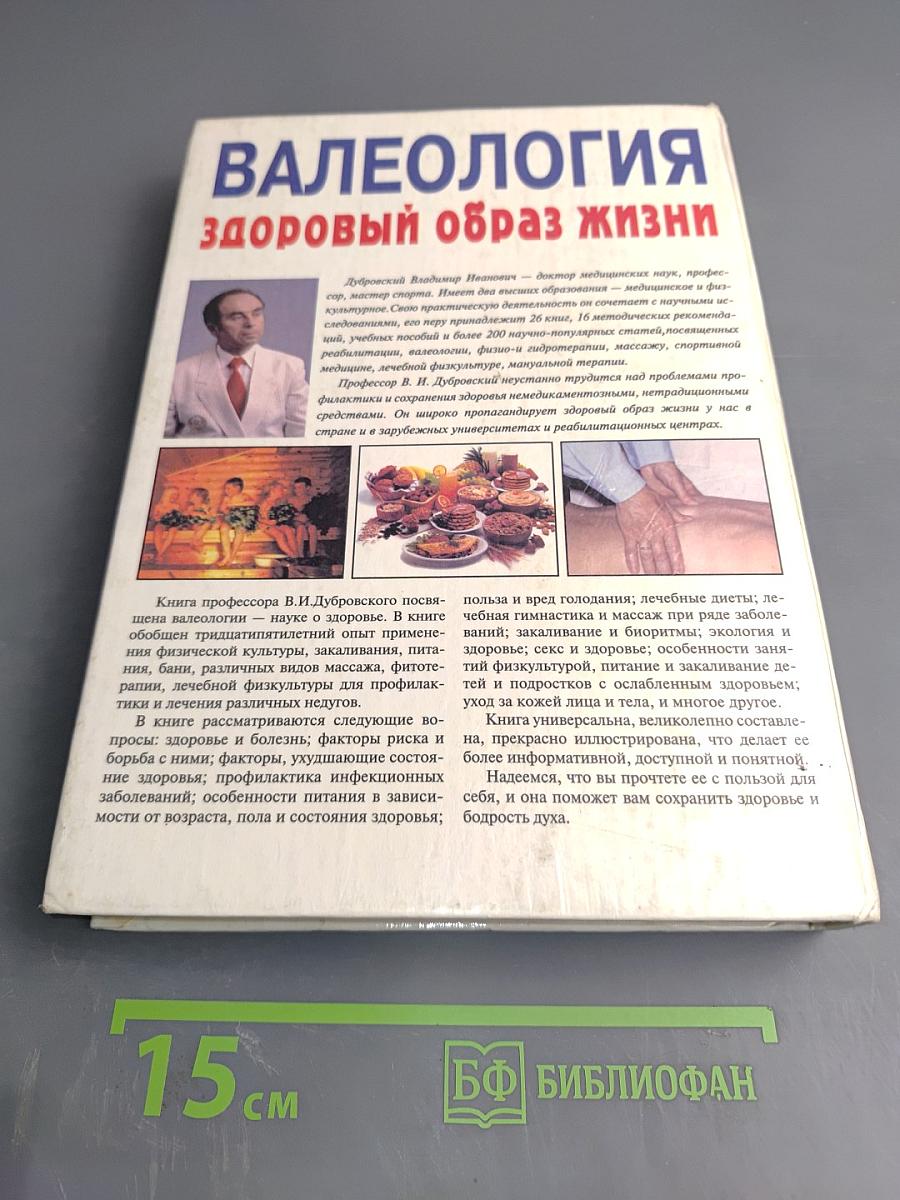 ВАЛЕОЛОГИЯ
здоровый образ жизни
Дубровский Владимир Иванович — доктор медицинских наук, профес-
сор, мастер спорта. Имеет два высших образования — медицинское и физ-
культурное.Свою практическую деятельность он сочетает с научными ис-
следованиями, его перу принадлежит 26 книг, 16 методических рекоменда-
ций, учебных пособий и более 200 научно-популярных статей,посвященных
реабилитации, валеологии, физио-и гидротерапии, массажу, спортивной
медицине, лечебной физкультуре, мануальной терапии.
Профессор В. И. Дубровский неустанно трудится над проблемами про-
филактики и сохранения здоровья немедикаментозными, нетрадиционными
средствами. Он широко пропагандирует здоровый образ жизни у нас в
стране и в зарубежных университетах и реабилитационных центрах.
Книга профессора В.И.Дубровского посвя-
щена валеологии — науке о здоровье. В книге
обобщен тридцатипятилетний опыт примене-
ния физической культуры, закаливания, пита-
ния, бани, различных видов массажа, фитоте-
рапии, лечебной физкультуры для профилак-
тики и лечения различных недугов.
В книге рассматриваются следующие во-
просы: здоровье и болезнь; факторы риска и
борьба с ними; факторы, ухудшающие состоя-
ние здоровья; профилактика инфекционных
заболеваний; особенности питания в зависи-
мости от возраста, пола и состояния здоровья;
польза и вред голодания; лечебные диеты; ле-
чебная гимнастика и массаж при ряде заболе-
ваний; закаливание и биоритмы; экология и
здоровье; секс и здоровье; особенности заня-
тий физкультурой, питание и закаливание де-
тей и подростков с ослабленным здоровьем;
уход за кожей лица и тела, и многое другое.
Книга универсальна, великолепно составле-
на, прекрасно иллюстрирована, что делает ее
более информативной, доступной и понятной.
Надеемся, что вы прочтете ее с пользой для
себя, и она поможет вам сохранить здоровье и
бодрость духа.
15 см
БФ БИБЛИОФАН